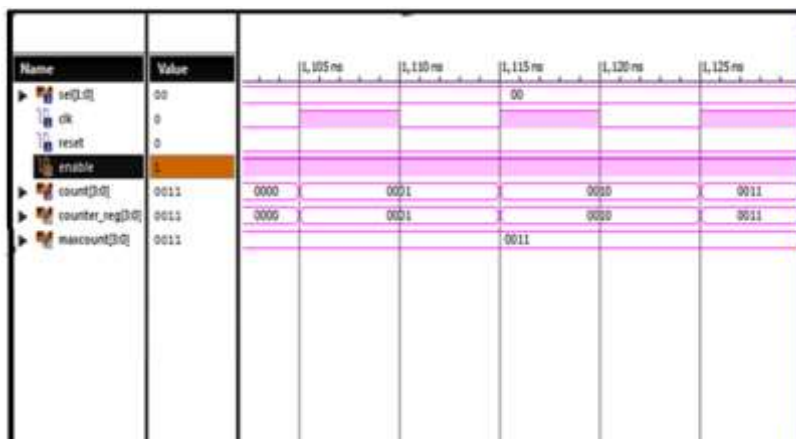 Name Value 1,105 ns 1,110 ns 1,115 ns 1,120 ns 1,125 ns
sel[1:0] 00 00
clk 0
reset 0
enable 1
count[3:0] 0011 0000 0001 0010 0011
counter_reg[3:0] 0011 0000 0001 0010 0011
maxcount[3:0] 0011 0011